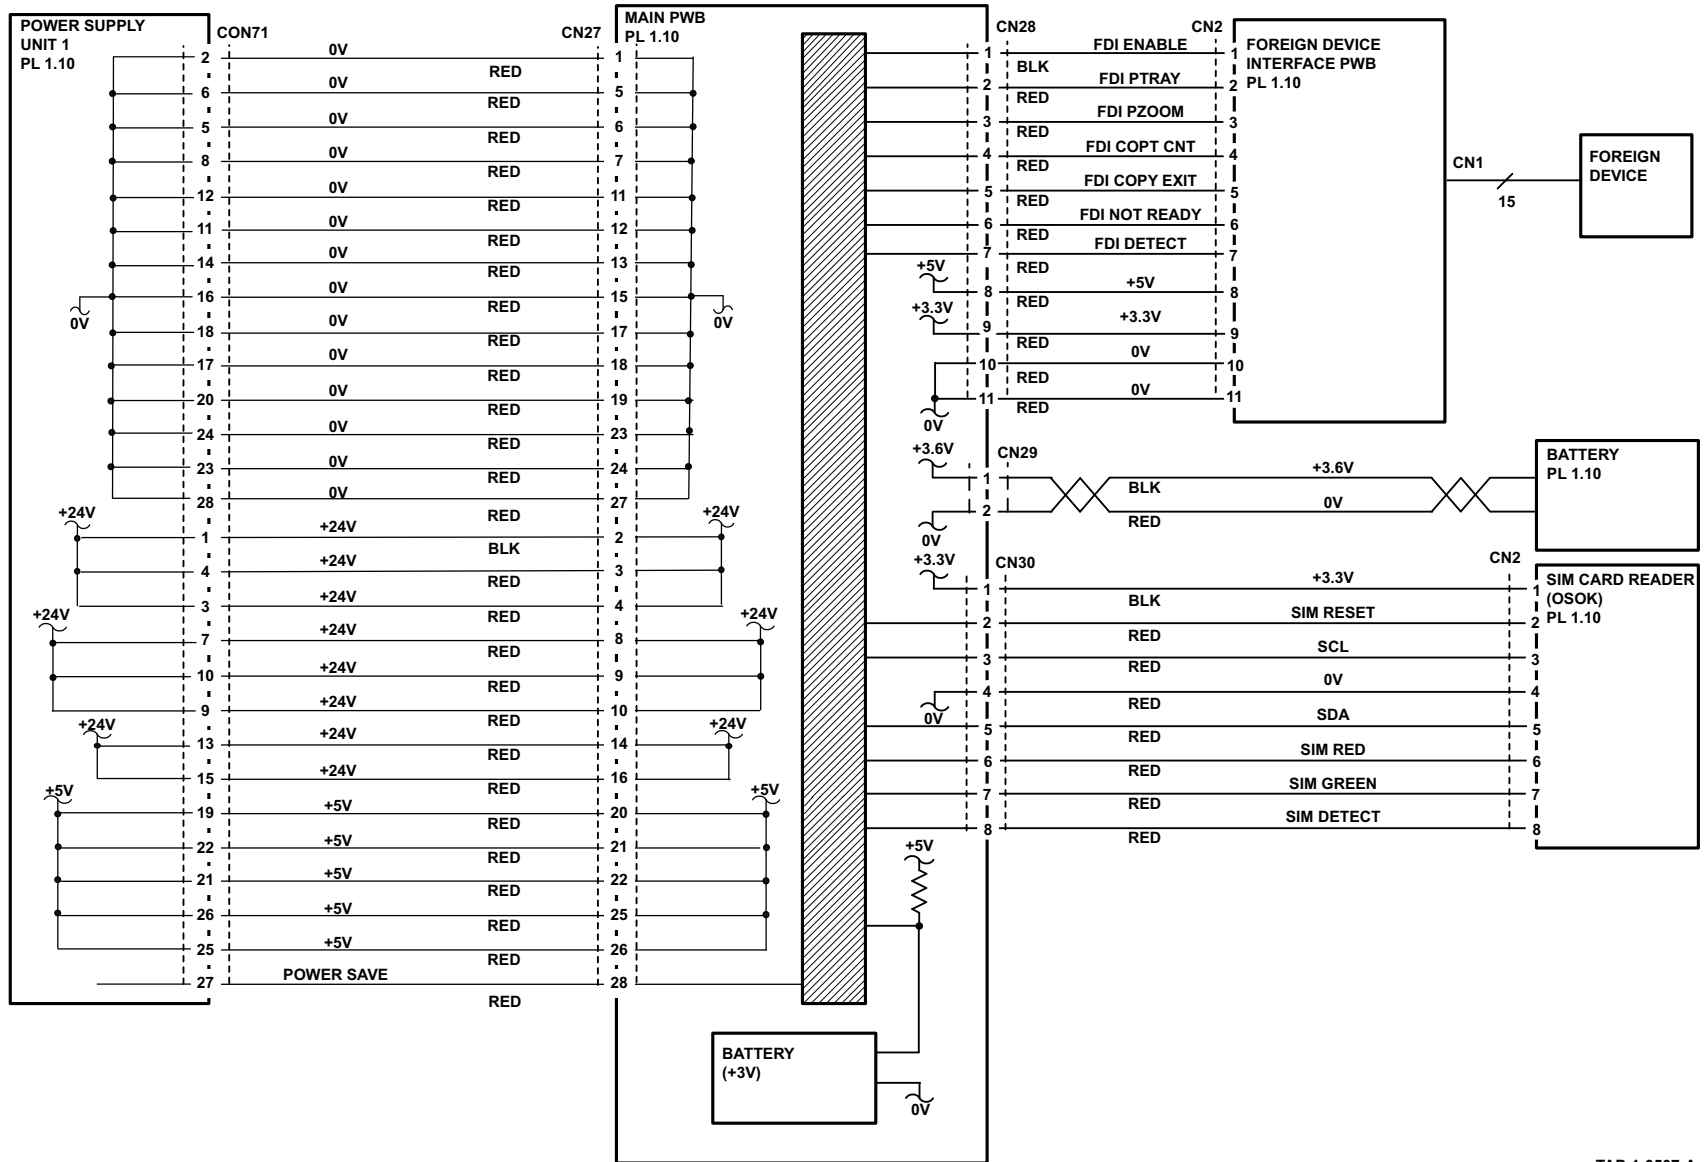 POWER SUPPLY
UNIT 1
PL 1.10
CON71
CN27
MAIN PWB
PL 1.10
2 0V RED 1
6 0V RED 5
5 0V RED 6
8 0V RED 7
12 0V RED 11
11 0V RED 12
14 0V RED 13
0V 16 0V RED 15 0V
18 0V RED 17
17 0V RED 18
20 0V RED 19
24 0V RED 23
23 0V RED 24
28 0V RED 27
+24V 1 +24V BLK 2 +24V
4 +24V RED 3
3 +24V RED 4
+24V 7 +24V RED 8 +24V
10 +24V RED 9
9 +24V RED 10
+24V 13 +24V RED 14 +24V
15 +24V RED 16
+5V 19 +5V RED 20 +5V
22 +5V RED 21
21 +5V RED 22
26 +5V RED 25
25 +5V RED 26
27 POWER SAVE RED 28
BATTERY
(+3V)
+5V
0V
CN28
CN2
FOREIGN DEVICE
INTERFACE PWB
PL 1.10
1 FDI ENABLE BLK 1
2 FDI PTRAY RED 2
3 FDI PZOOM RED 3
4 FDI COPT CNT RED 4
5 FDI COPY EXIT RED 5
6 FDI NOT READY RED 6
7 FDI DETECT RED 7
+5V 8 +5V RED 8
+3.3V 9 +3.3V RED 9
10 0V RED 10
0V 11 0V RED 11
CN1
15
FOREIGN
DEVICE
CN29
+3.6V 1 BLK +3.6V
0V 2 RED 0V
BATTERY
PL 1.10
CN30
CN2
SIM CARD READER
(OSOK)
PL 1.10
+3.3V 1 BLK +3.3V 1
2 RED SIM RESET 2
3 RED SCL 3
0V 4 RED 0V 4
5 RED SDA 5
6 RED SIM RED 6
7 RED SIM GREEN 7
8 RED SIM DETECT 8